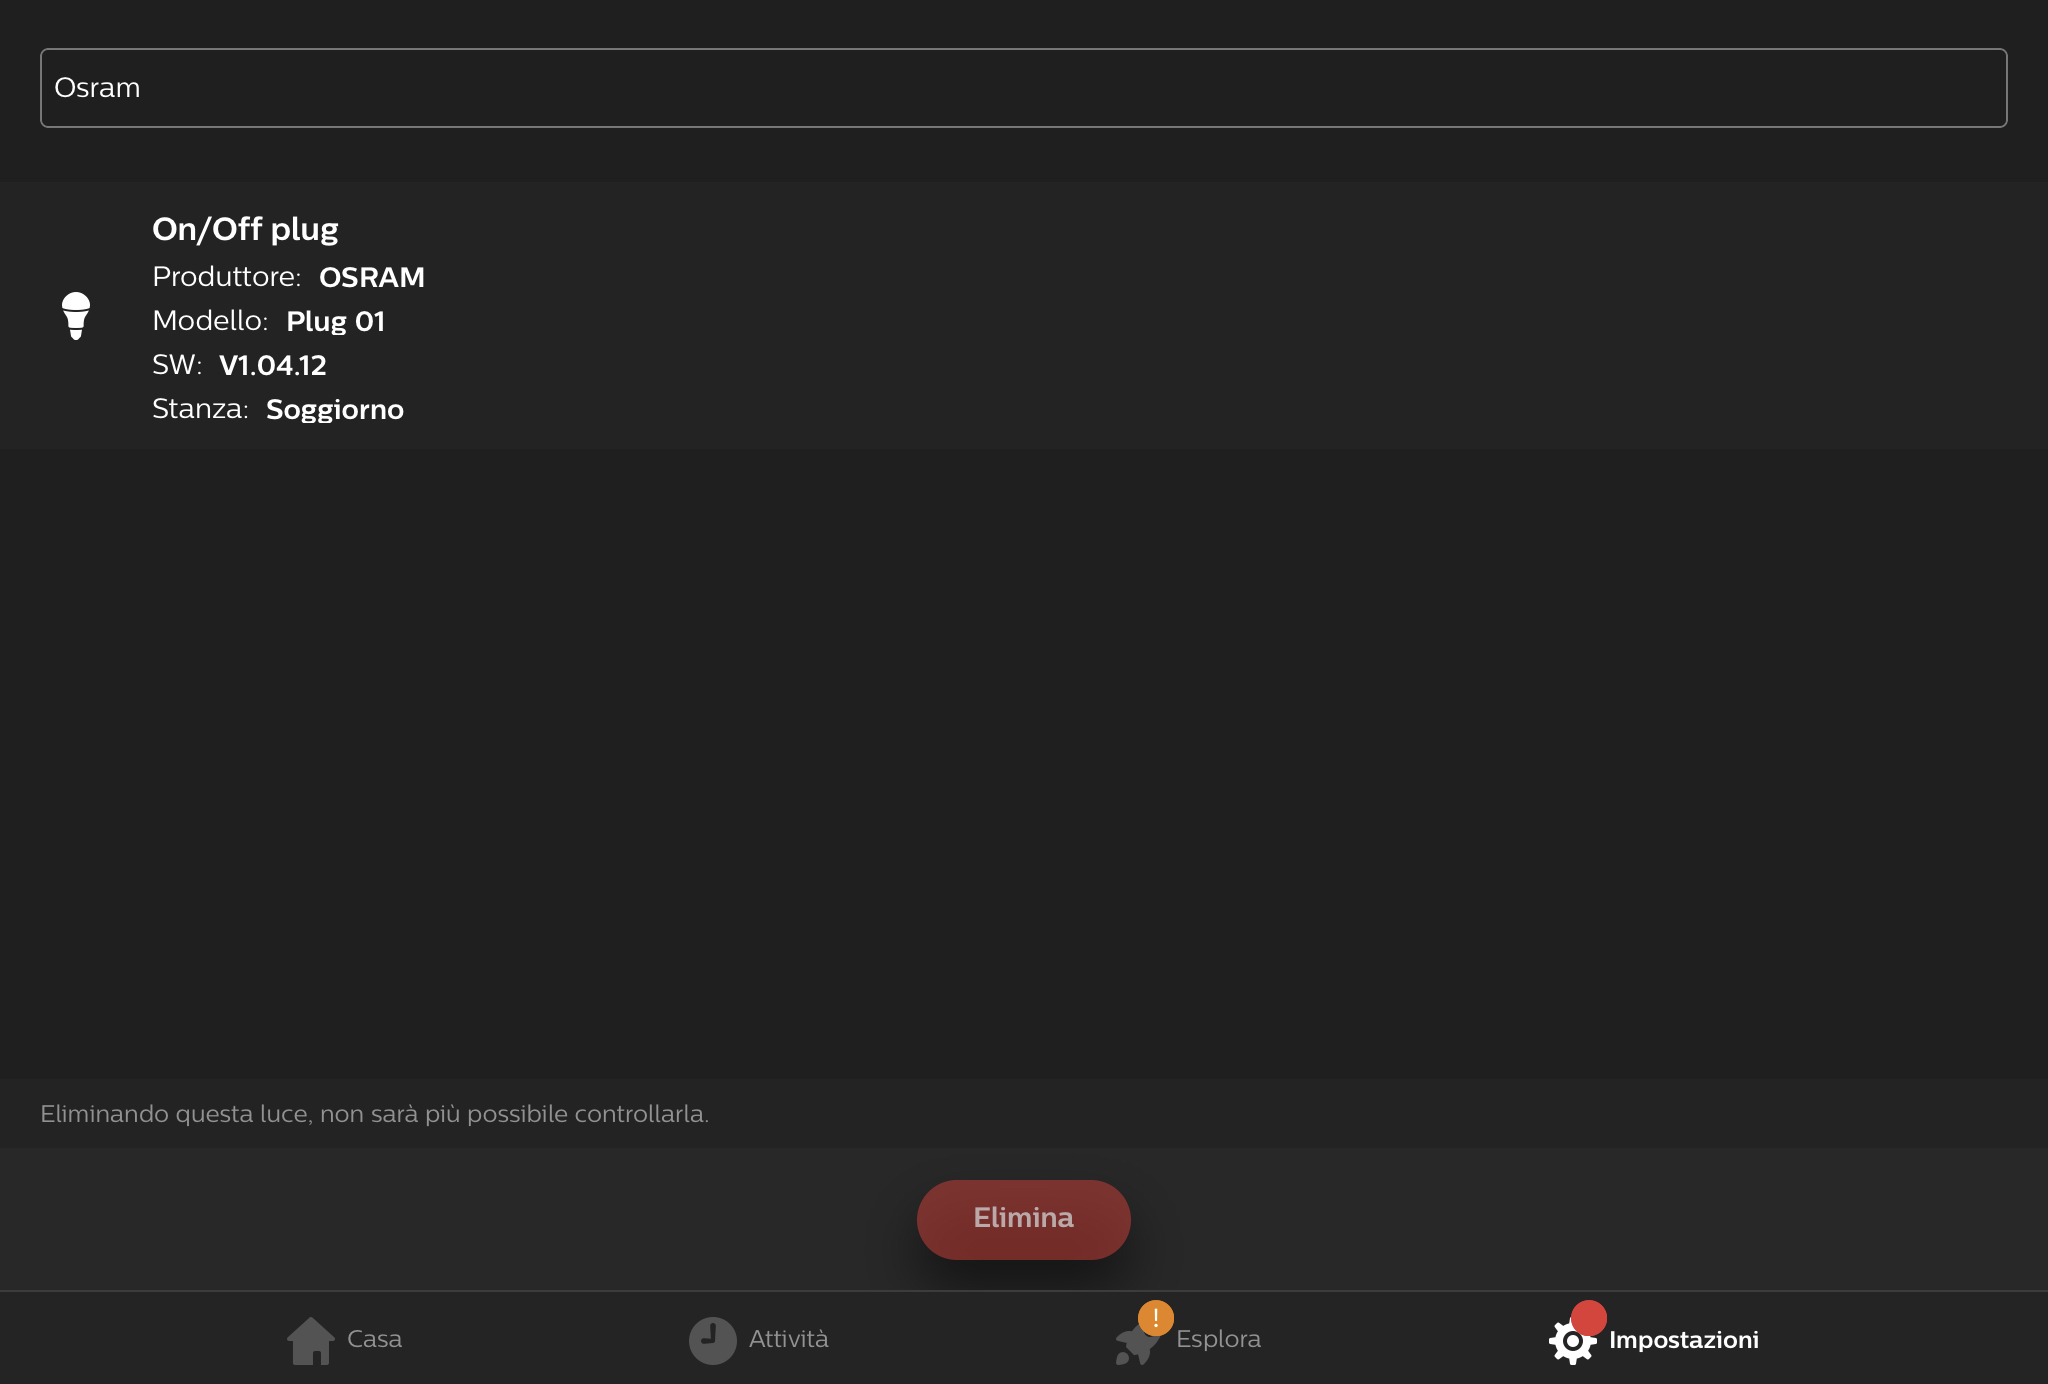 Osram
On/Off plug
Produttore: OSRAM
Modello: Plug 01
SW: V1.04.12
Stanza: Soggiorno
Eliminando questa luce, non sarà più possibile controllarla.
Elimina
Casa
Attività
!
Esplora
Impostazioni